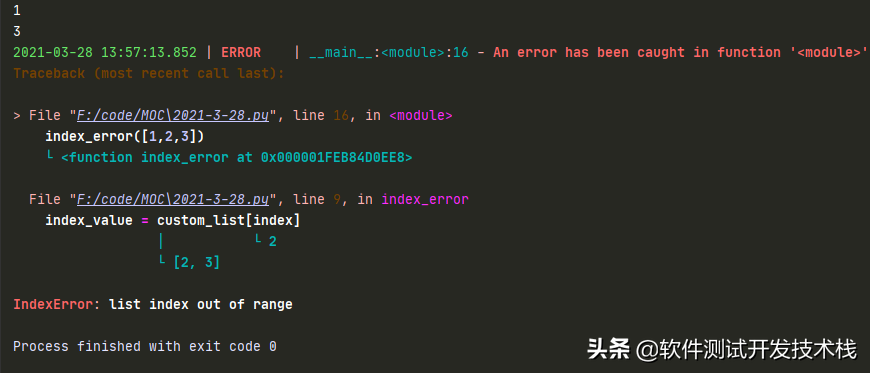 1
3
2021-03-28 13:57:13.852 | ERROR    | __main__:<module>:16 - An error has been caught in function '<module>'
Traceback (most recent call last):
> File "F:/code/MOC\2021-3-28.py", line 16, in <module>
    index_error([1,2,3])
    └ <function index_error at 0x000001FEB84D0EE8>
  File "F:/code/MOC\2021-3-28.py", line 9, in index_error
    index_value = custom_list[index]
                  │           └ 2
                  └ [2, 3]
IndexError: list index out of range
Process finished with exit code 0
头条 @软件测试开发技术栈